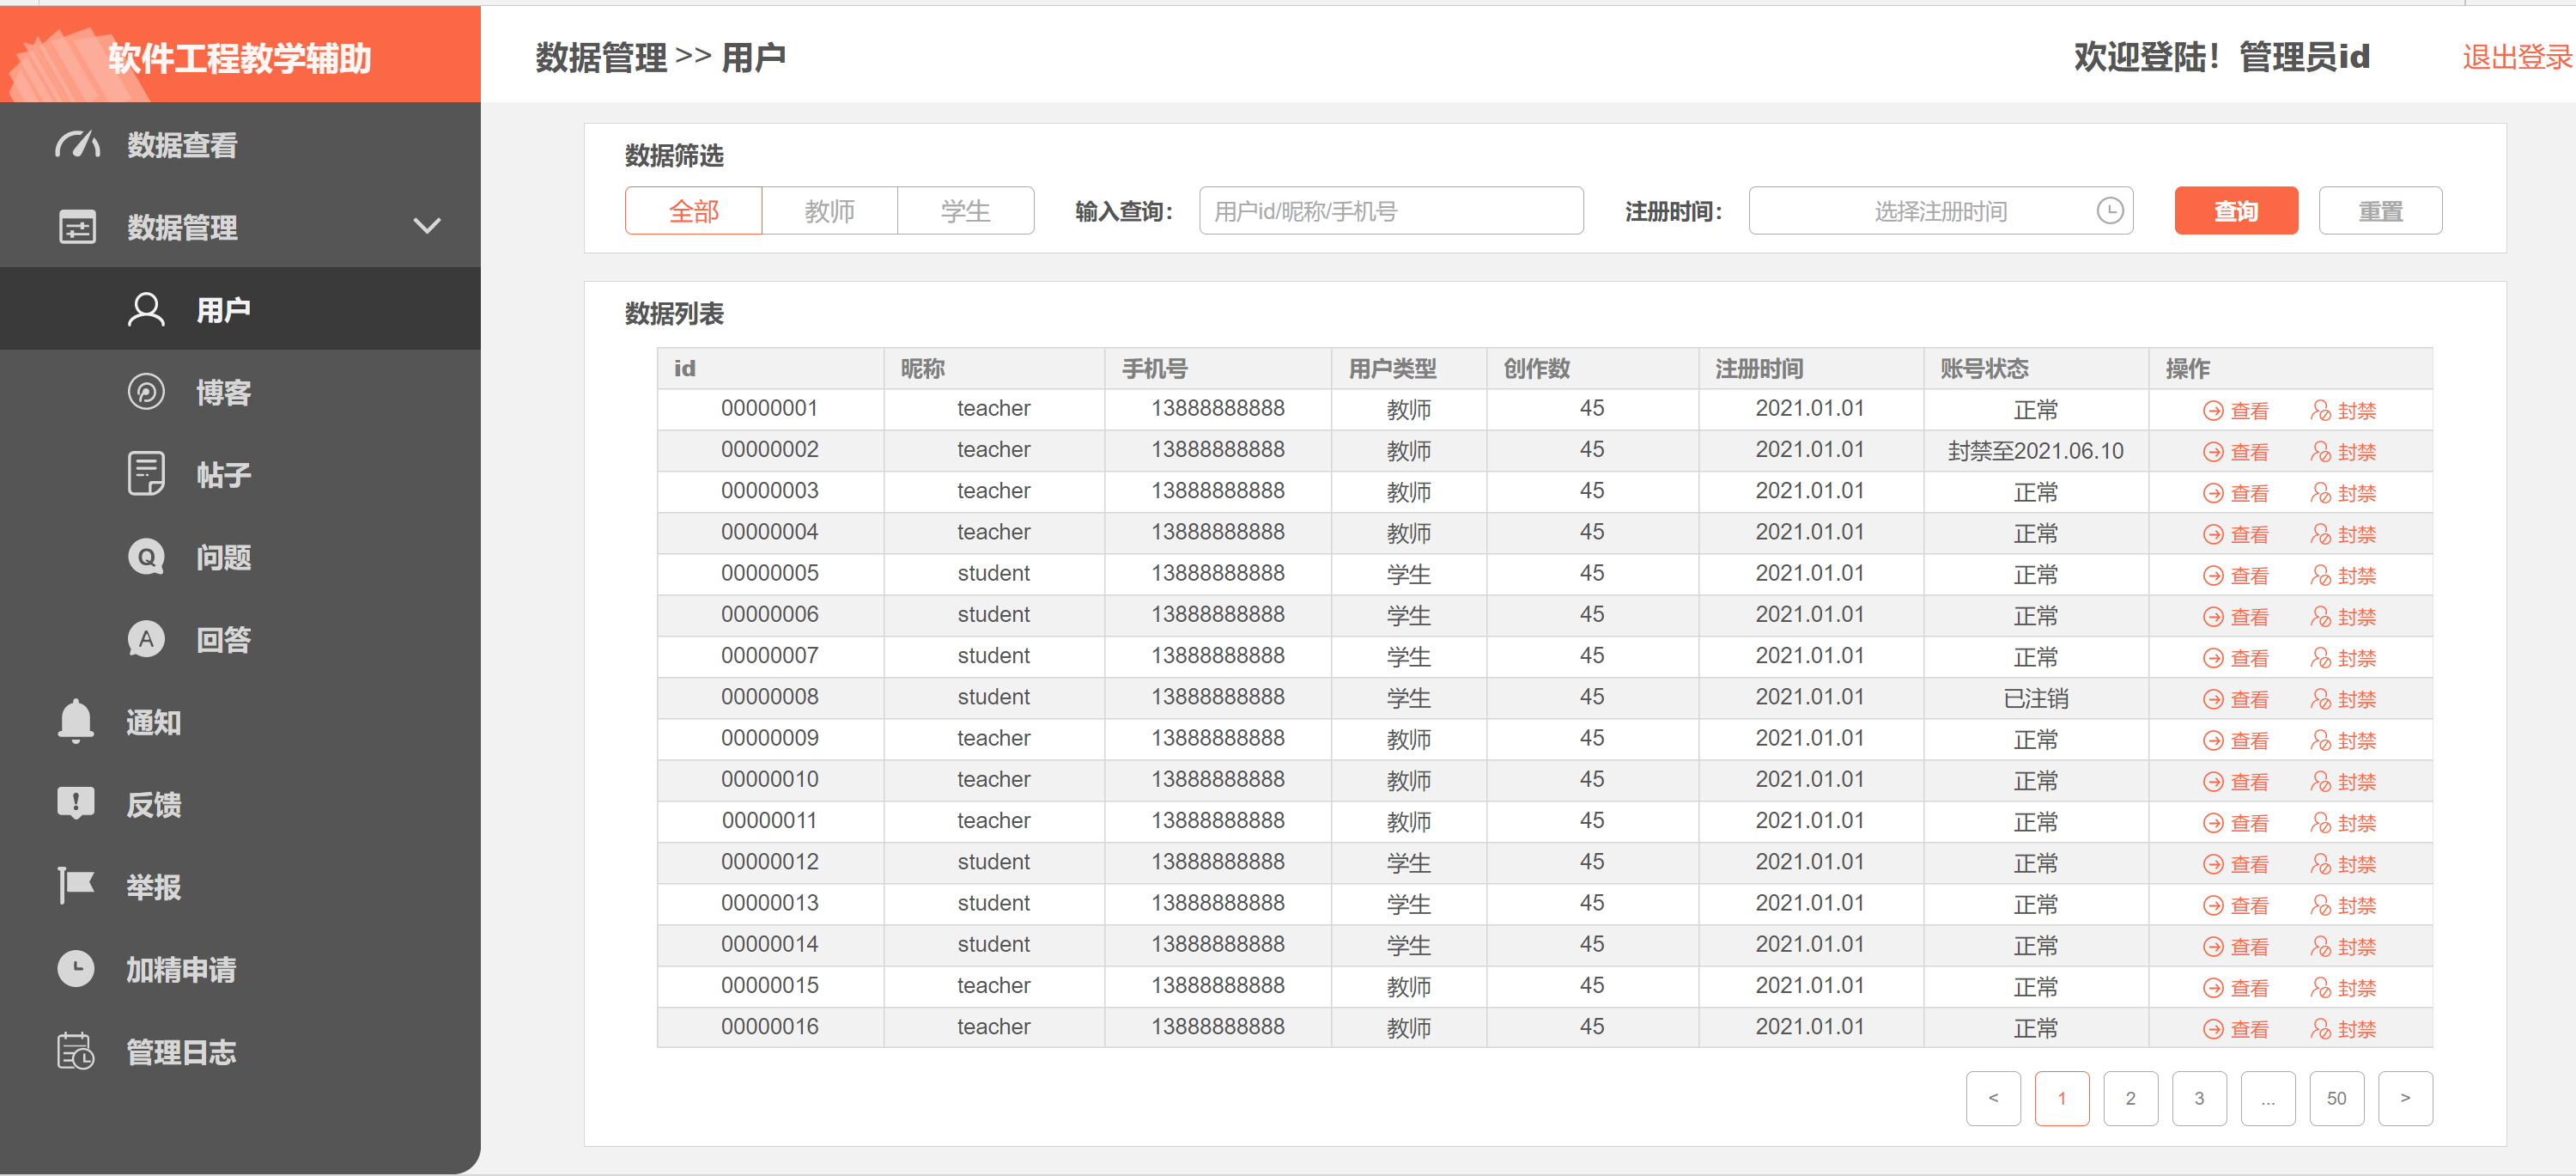 软件工程教学辅助
数据管理 >> 用户
欢迎登陆！管理员id
退出登录
数据查看
数据管理
用户
博客
帖子
Q 问题
A 回答
通知
反馈
举报
加精申请
管理日志
数据筛选
全部 教师 学生 输入查询： 用户id/昵称/手机号 注册时间： 选择注册时间 查询 重置
数据列表
id 昵称 手机号 用户类型 创作数 注册时间 账号状态 操作
00000001 teacher 13888888888 教师 45 2021.01.01 正常 查看 封禁
00000002 teacher 13888888888 教师 45 2021.01.01 封禁至2021.06.10 查看 封禁
00000003 teacher 13888888888 教师 45 2021.01.01 正常 查看 封禁
00000004 teacher 13888888888 教师 45 2021.01.01 正常 查看 封禁
00000005 student 13888888888 学生 45 2021.01.01 正常 查看 封禁
00000006 student 13888888888 学生 45 2021.01.01 正常 查看 封禁
00000007 student 13888888888 学生 45 2021.01.01 正常 查看 封禁
00000008 student 13888888888 学生 45 2021.01.01 已注销 查看 封禁
00000009 teacher 13888888888 教师 45 2021.01.01 正常 查看 封禁
00000010 teacher 13888888888 教师 45 2021.01.01 正常 查看 封禁
00000011 teacher 13888888888 教师 45 2021.01.01 正常 查看 封禁
00000012 student 13888888888 学生 45 2021.01.01 正常 查看 封禁
00000013 student 13888888888 学生 45 2021.01.01 正常 查看 封禁
00000014 student 13888888888 学生 45 2021.01.01 正常 查看 封禁
00000015 teacher 13888888888 教师 45 2021.01.01 正常 查看 封禁
00000016 teacher 13888888888 教师 45 2021.01.01 正常 查看 封禁
< 1 2 3 ... 50 >